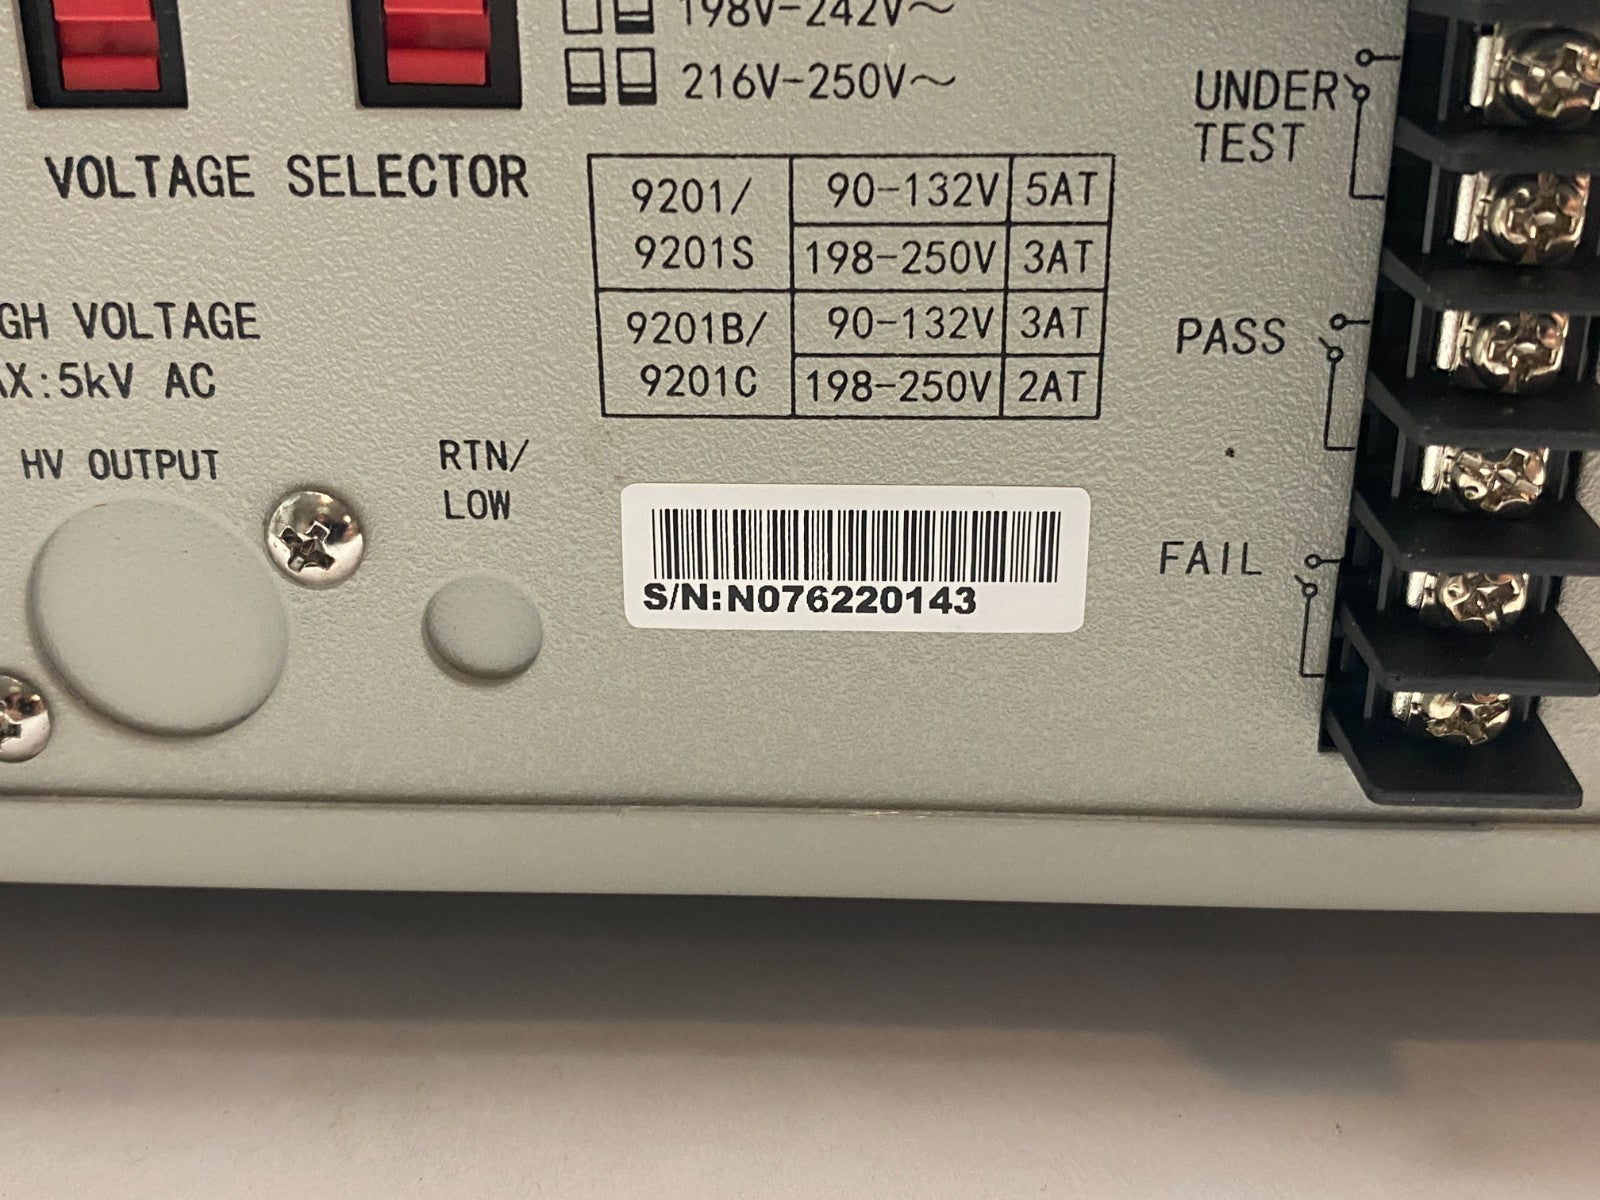 198V-242V~
216V-250V~
VOLTAGE SELECTOR
9201/
9201S
90-132V 5AT
198-250V 3AT
9201B/
9201C
90-132V 3AT
198-250V 2AT
GH VOLTAGE
AX:5kV AC
HV OUTPUT
RTN/
LOW
S/N:N076220143
UNDER
TEST
PASS
FAIL